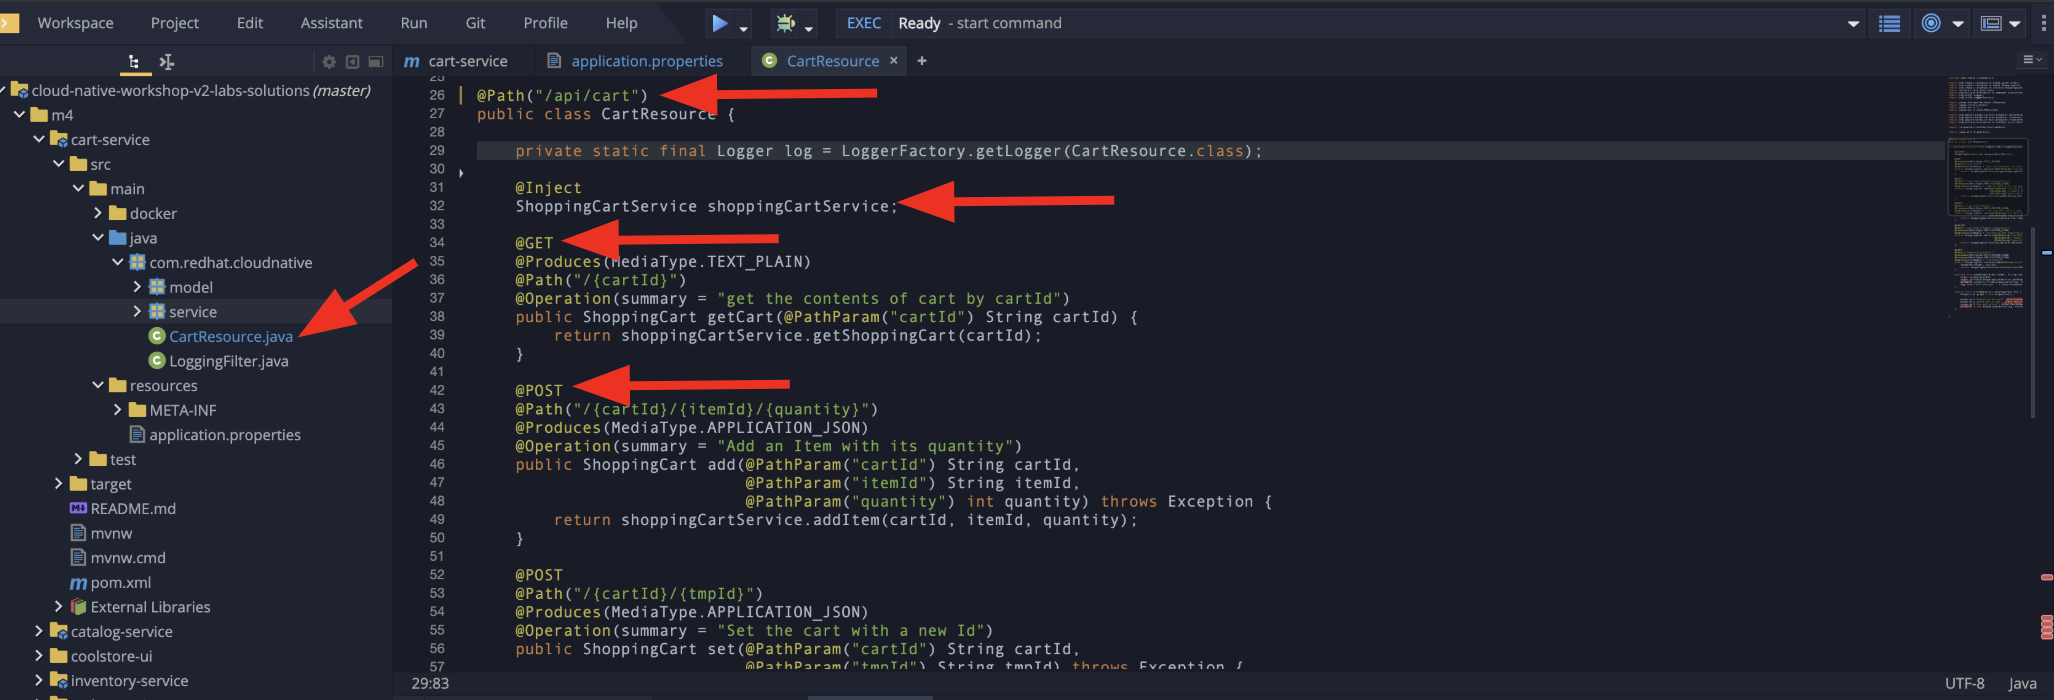 Workspace Project Edit Assistant Run Git Profile Help EXEC Ready - start command
m cart-service application.properties C CartResource × +
cloud-native-workshop-v2-labs-solutions (master)
m4
cart-service
src
main
docker
java
com.redhat.cloudnative
model
service
C CartResource.java
C LoggingFilter.java
resources
META-INF
application.properties
test
target
README.md
mvnw
mvnw.cmd
m pom.xml
External Libraries
catalog-service
coolstore-ui
inventory-service
25
26 @Path("/api/cart")
27 public class CartResource {
28
29 private static final Logger log = LoggerFactory.getLogger(CartResource.class);
30
31 @Inject
32 ShoppingCartService shoppingCartService;
33
34 @GET
35 @Produces(MediaType.TEXT_PLAIN)
36 @Path("/{cartId}")
37 @Operation(summary = "get the contents of cart by cartId")
38 public ShoppingCart getCart(@PathParam("cartId") String cartId) {
39 return shoppingCartService.getShoppingCart(cartId);
40 }
41
42 @POST
43 @Path("/{cartId}/{itemId}/{quantity}")
44 @Produces(MediaType.APPLICATION_JSON)
45 @Operation(summary = "Add an Item with its quantity")
46 public ShoppingCart add(@PathParam("cartId") String cartId,
47 @PathParam("itemId") String itemId,
48 @PathParam("quantity") int quantity) throws Exception {
49 return shoppingCartService.addItem(cartId, itemId, quantity);
50 }
51
52 @POST
53 @Path("/{cartId}/{tmpId}")
54 @Produces(MediaType.APPLICATION_JSON)
55 @Operation(summary = "Set the cart with a new Id")
56 public ShoppingCart set(@PathParam("cartId") String cartId,
57 @PathParam("tmpId") String tmpId) throws Exception {
29:83 UTF-8 Java